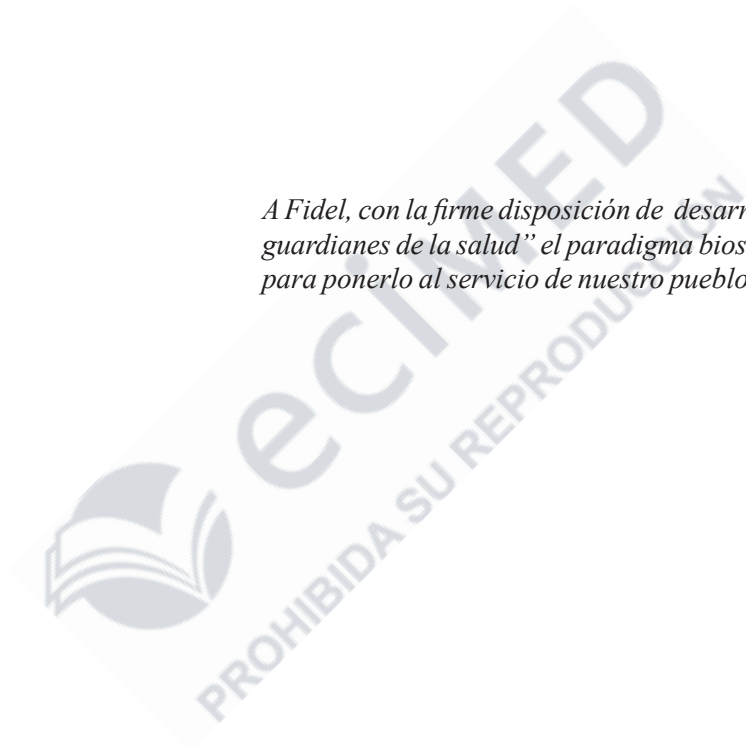 A Fidel, con la firme disposición de desarr
guardianes de la salud” el paradigma bios
para ponerlo al servicio de nuestro pueblo
eciMED
PROHIBIDA SU REPRODUCCIÓN